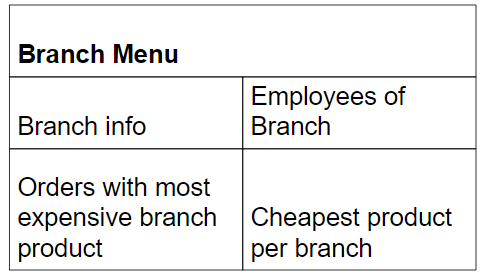 Branch Menu
Branch info
Employees of
Branch
Orders with most
expensive branch
product
Cheapest product
per branch